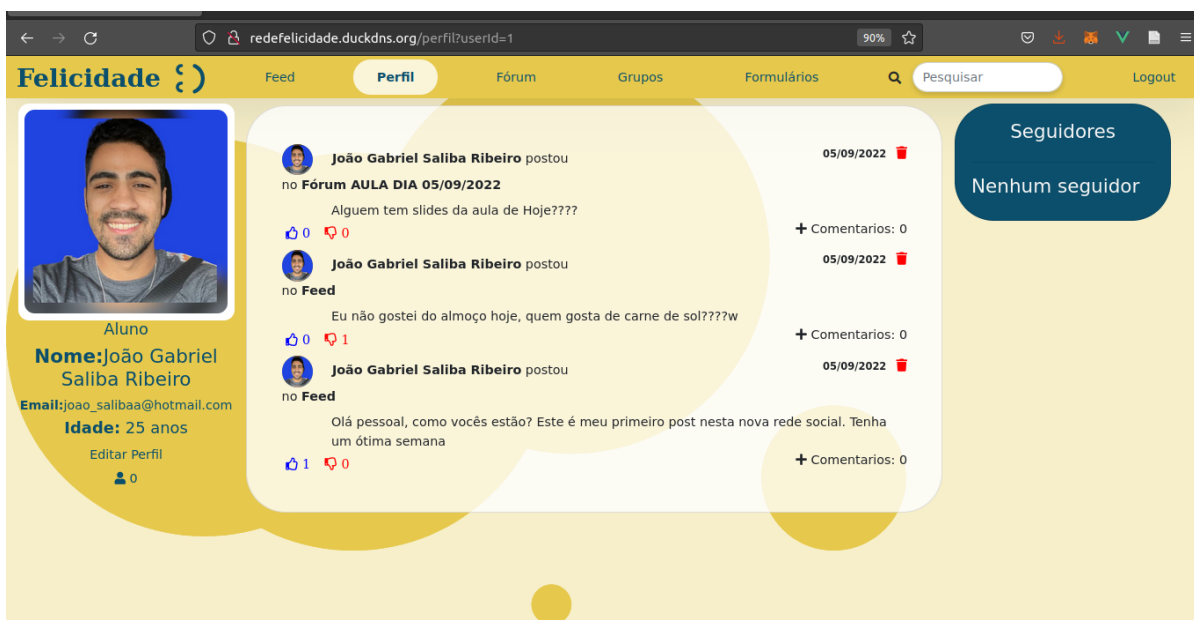 redefelicidade.duckdns.org/perfil?userId=1
90%
Felicidade :)
Feed
Perfil
Fórum
Grupos
Formulários
Pesquisar
Logout
Aluno
Nome:João Gabriel
Saliba Ribeiro
Email:joao_salibaa@hotmail.com
Idade: 25 anos
Editar Perfil
0
João Gabriel Saliba Ribeiro postou
05/09/2022
no Fórum AULA DIA 05/09/2022
Alguem tem slides da aula de Hoje????
0 0
+ Comentarios: 0
João Gabriel Saliba Ribeiro postou
05/09/2022
no Feed
Eu não gostei do almoço hoje, quem gosta de carne de sol????w
0 1
+ Comentarios: 0
João Gabriel Saliba Ribeiro postou
05/09/2022
no Feed
Olá pessoal, como vocês estão? Este é meu primeiro post nesta nova rede social. Tenha
um ótima semana
1 0
+ Comentarios: 0
Seguidores
Nenhum seguidor